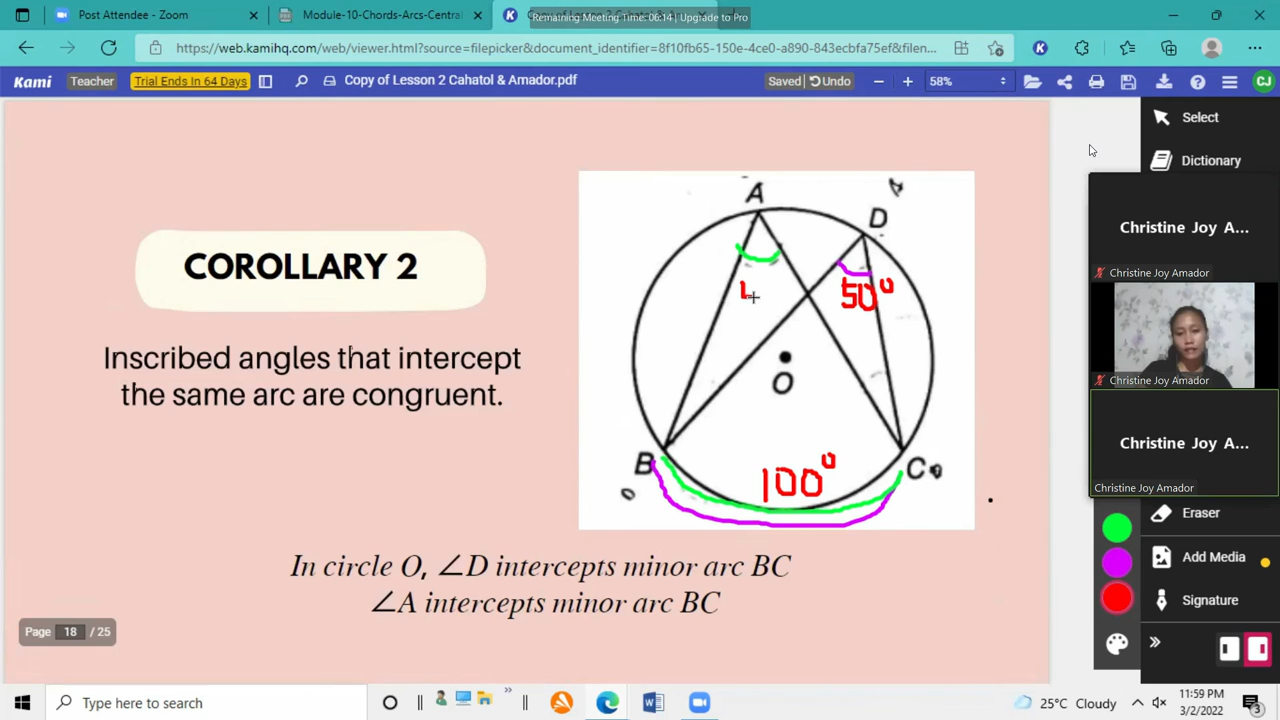 Post Attendee - Zoom
Module-10-Chords-Arcs-Central
Remaining Meeting Time: 06:14 | Upgrade to Pro
https://web.kamihq.com/web/viewer.html?source=filepicker&document_identifier=8f10fb65-150e-4ce0-a890-843ecbfa75ef&filen...
Kami
Teacher
Trial Ends In 64 Days
Copy of Lesson 2 Cahatol & Amador.pdf
Saved
Undo
58%
CJ
Select
Dictionary
Christine Joy A...
Christine Joy Amador
Christine Joy Amador
Christine Joy A...
Christine Joy Amador
Eraser
Add Media
Signature
COROLLARY 2
Inscribed angles that intercept
the same arc are congruent.
A
D
50°
O
B
C
100°
In circle O, ∠D intercepts minor arc BC
∠A intercepts minor arc BC
Page 18 / 25
Type here to search
25°C Cloudy
11:59 PM
3/2/2022
3